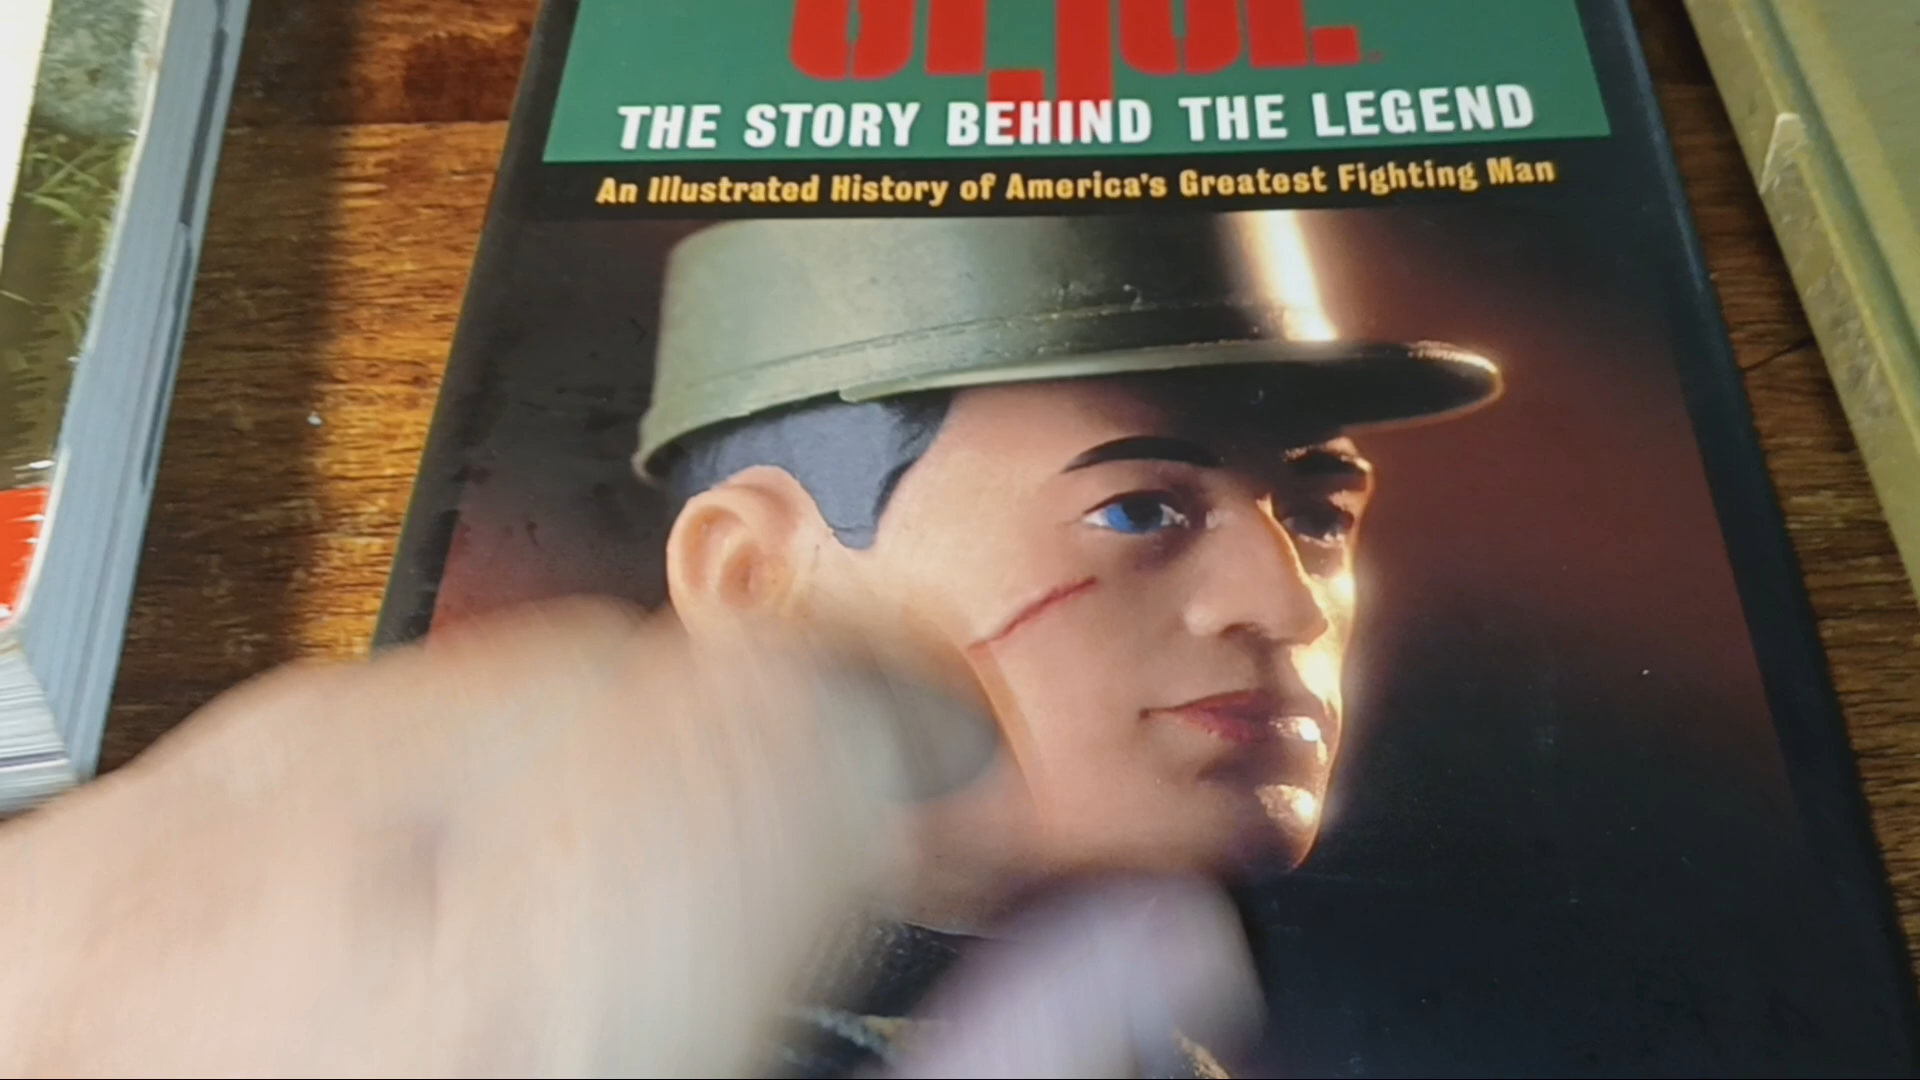 G.I. JOE
THE STORY BEHIND THE LEGEND
An Illustrated History of America's Greatest Fighting Man